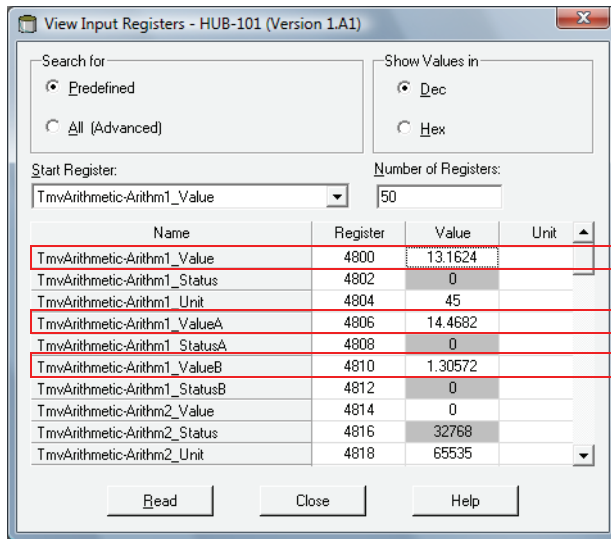 View Input Registers - HUB-101 (Version 1.A1)
Search for
Predefined
All (Advanced)
Show Values in
Dec
Hex
Start Register:
TmvArithmetic-Arithm1_Value
Number of Registers:
50
Name Register Value Unit
TmvArithmetic-Arithm1_Value 4800 13.1624
TmvArithmetic-Arithm1_Status 4802 0
TmvArithmetic-Arithm1_Unit 4804 45
TmvArithmetic-Arithm1_ValueA 4806 14.4682
TmvArithmetic-Arithm1_StatusA 4808 0
TmvArithmetic-Arithm1_ValueB 4810 1.30572
TmvArithmetic-Arithm1_StatusB 4812 0
TmvArithmetic-Arithm2_Value 4814 0
TmvArithmetic-Arithm2_Status 4816 32768
TmvArithmetic-Arithm2_Unit 4818 65535
Read Close Help